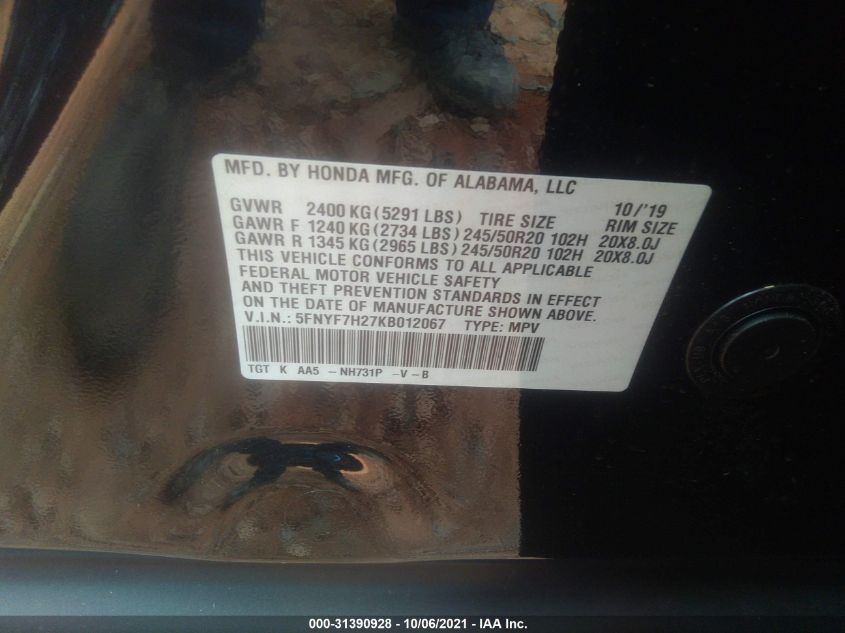 MFD. BY HONDA MFG. OF ALABAMA, LLC 10/'19
GVWR 2400 KG (5291 LBS) TIRE SIZE RIM SIZE
GAWR F 1240 KG (2734 LBS) 245/50R20 102H 20X8.0J
GAWR R 1345 KG (2965 LBS) 245/50R20 102H 20X8.0J
THIS VEHICLE CONFORMS TO ALL APPLICABLE
FEDERAL MOTOR VEHICLE SAFETY
AND THEFT PREVENTION STANDARDS IN EFFECT
ON THE DATE OF MANUFACTURE SHOWN ABOVE.
V.I.N.: 5FNYF7H27KB012067 TYPE: MPV
TGT K AA5 - NH731P - V - B
000-31390928 - 10/06/2021 - IAA Inc.